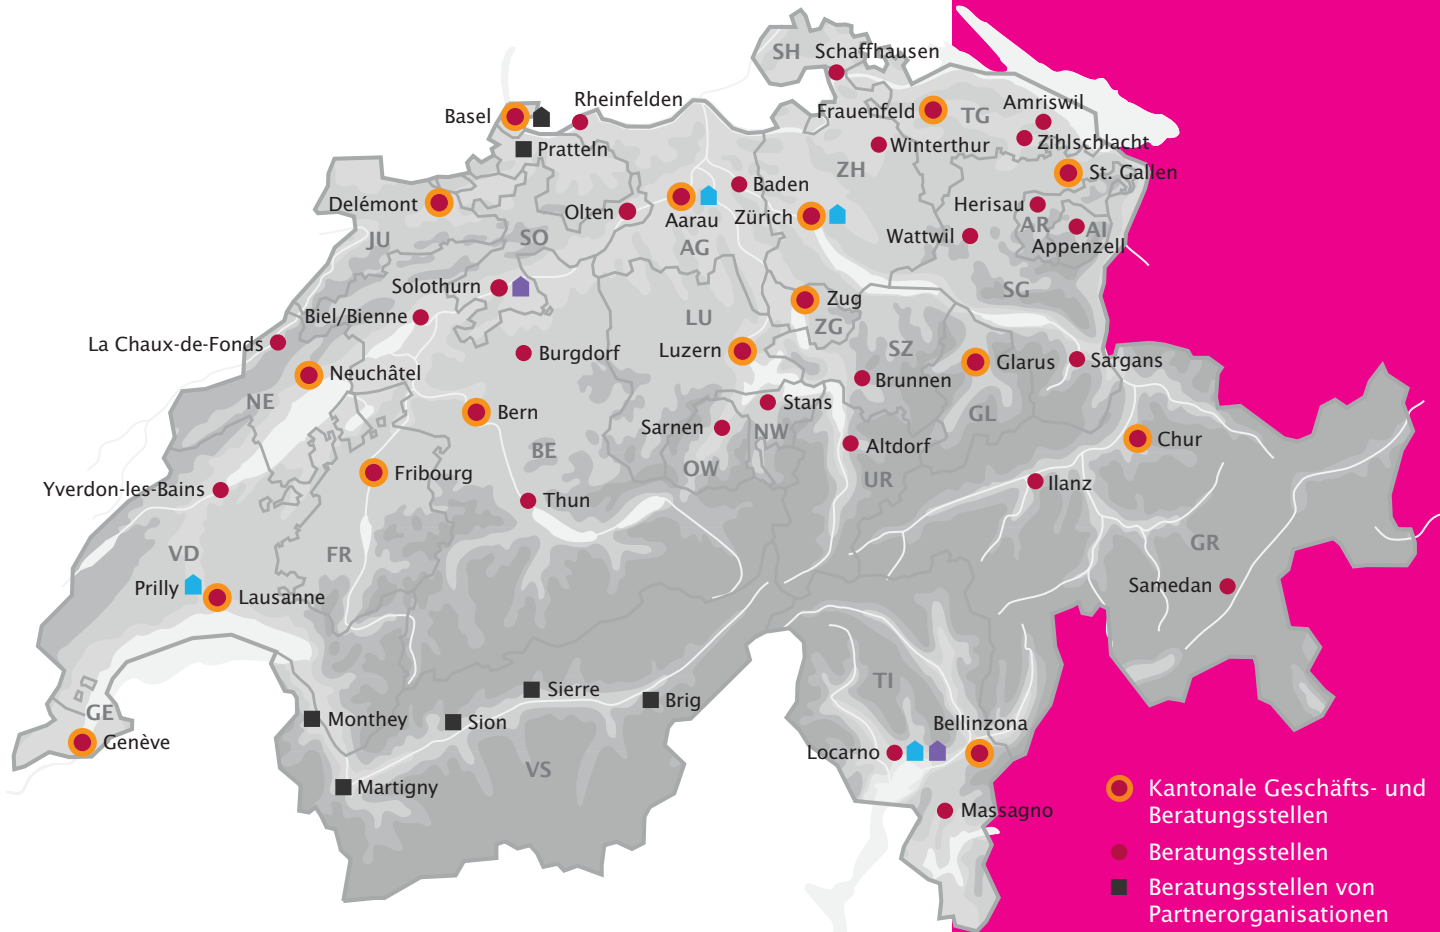 SH
Schaffhausen
Rheinfelden
Basel
Frauenfeld
TG
Amriswil
Pratteln
Winterthur
Zihlschlacht
ZH
St. Gallen
Baden
Delémont
Olten
Aarau
Zürich
Herisau
AR
AI
JU
SO
AG
Wattwil
Appenzell
Solothurn
SG
Zug
Biel/Bienne
LU
ZG
La Chaux-de-Fonds
Burgdorf
Luzern
SZ
Glarus
Sargans
Neuchâtel
Brunnen
NE
Bern
Stans
GL
Sarnen
NW
Altdorf
Chur
BE
OW
UR
Fribourg
Ilanz
Yverdon-les-Bains
Thun
VD
FR
GR
Prilly
Lausanne
Samedan
TI
Sierre
Brig
GE
Monthey
Sion
Bellinzona
Genève
Locarno
VS
Martigny
Massagno
Kantonale Geschäfts- und
Beratungsstellen
Beratungsstellen
Beratungsstellen von
Partnerorganisationen